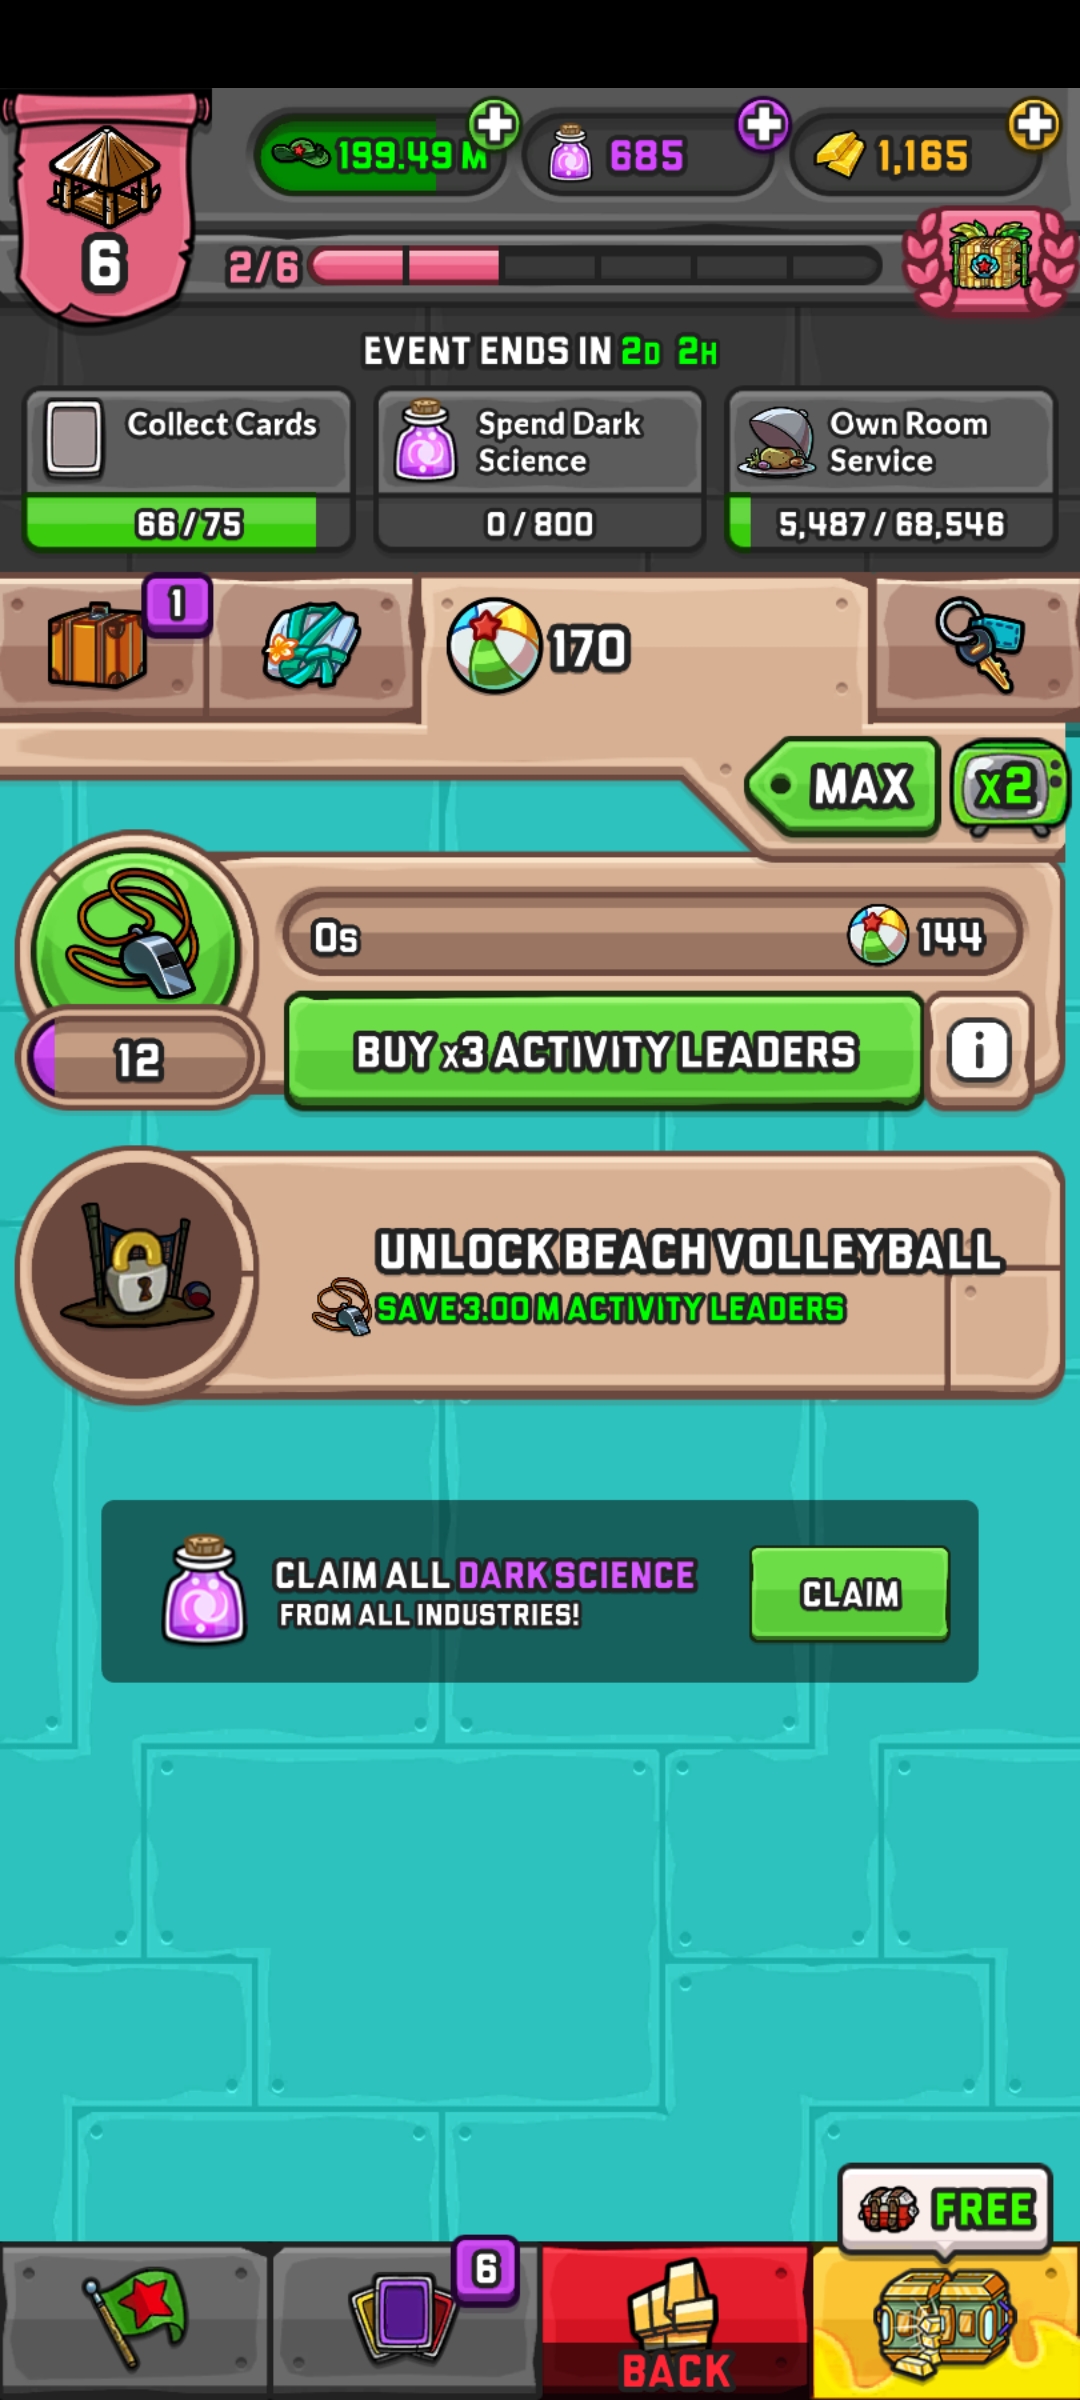 199.49 M
685
1,165
6
2/6
EVENT ENDS IN 2D 2H
Collect Cards
66/75
Spend Dark
Science
0/800
Own Room
Service
5,487/68,546
1
170
MAX
x2
0s
144
12
BUY x3 ACTIVITY LEADERS
i
UNLOCK BEACH VOLLEYBALL
SAVE 3.00 M ACTIVITY LEADERS
CLAIM ALL DARK SCIENCE
FROM ALL INDUSTRIES!
CLAIM
FREE
6
BACK